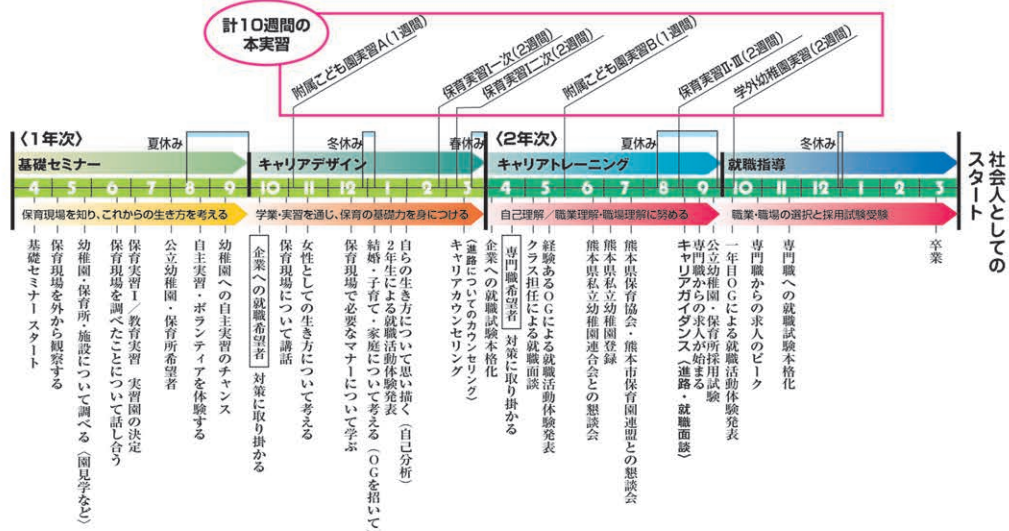 計10週間の
本実習
附属こども園実習A(1週間)
保育実習Ⅰ一次(2週間)
保育実習Ⅰ二次(2週間)
附属こども園実習B(1週間)
保育実習Ⅱ・Ⅲ(2週間)
学外幼稚園実習(2週間)
〈1年次〉
夏休み
冬休み
春休み
〈2年次〉
夏休み
冬休み
基礎セミナー
キャリアデザイン
キャリアトレーニング
就職指導
4 5 6 7 8 9 10 11 12 1 2 3 4 5 6 7 8 9 10 11 12 1 2 3
保育現場を知り、これからの生き方を考える
学業・実習を通じ、保育の基礎力を身につける
自己理解/職業理解・職場理解に努める
職業・職場の選択と採用試験受験
社会人としての
スタート
基礎セミナー スタート
保育現場を外から観察する
幼稚園・保育所・施設について調べる(園見学など)
保育現場を調べたことについて話し合う
保育実習Ⅰ/教育実習 実習園の決定
公立幼稚園・保育所希望者
自主実習・ボランティアを体験する
幼稚園への自主実習のチャンス
企業への就職希望者 対策に取り掛かる
保育現場について講話
女性としての生き方について考える
保育現場で必要なマナーについて学ぶ
結婚・子育て・家庭について考える(OGを招いて
2年生による就職活動体験発表
自らの生き方について思い描く(自己分析)
キャリアカウンセリング
(進路についてのカウンセリング)
企業への就職試験本格化
専門職希望者 対策に取り掛かる
クラス担任による就職面談
経験あるOGによる就職活動体験発表
熊本県私立幼稚園連合会との懇談会
熊本県私立幼稚園登録
熊本県保育協会・熊本市保育園連盟との懇談会
キャリアガイダンス(進路・就職面談)
専門職からの求人が始まる
公立幼稚園・保育所採用試験
一年目OGによる就職活動体験発表
専門職からの求人のピーク
専門職への就職試験本格化
卒業